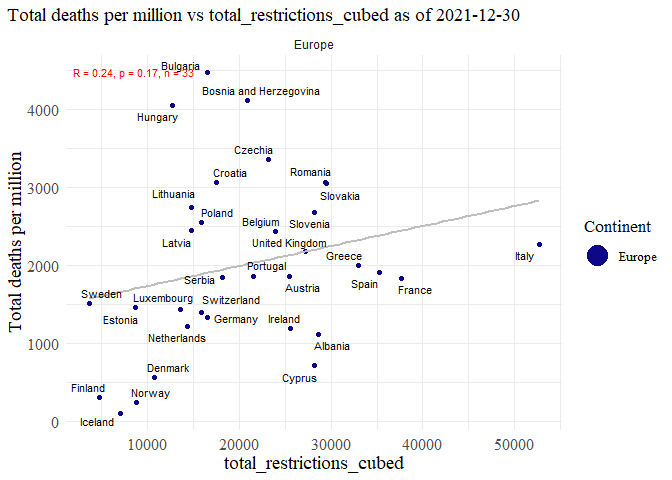 Total deaths per million vs total_restrictions_cubed as of 2021-12-30
Europe
Bulgaria
R = 0.24, p = 0.17, n = 33
Bosnia and Herzegovina
4000
Hungary
Czechia
Croatia
Romania
3000
Lithuania
Slovakia
Poland
Belgium
Slovenia
Continent
Latvia
United Kingdom
Greece
Italy
Europe
2000
Portugal
Serbia
Austria
Spain
France
Sweden
Luxembourg
Switzerland
Estonia
Germany
Ireland
Netherlands
Albania
1000
Denmark
Cyprus
Finland
Norway
Iceland
0
Total deaths per million
10000 20000 30000 40000 50000
total_restrictions_cubed